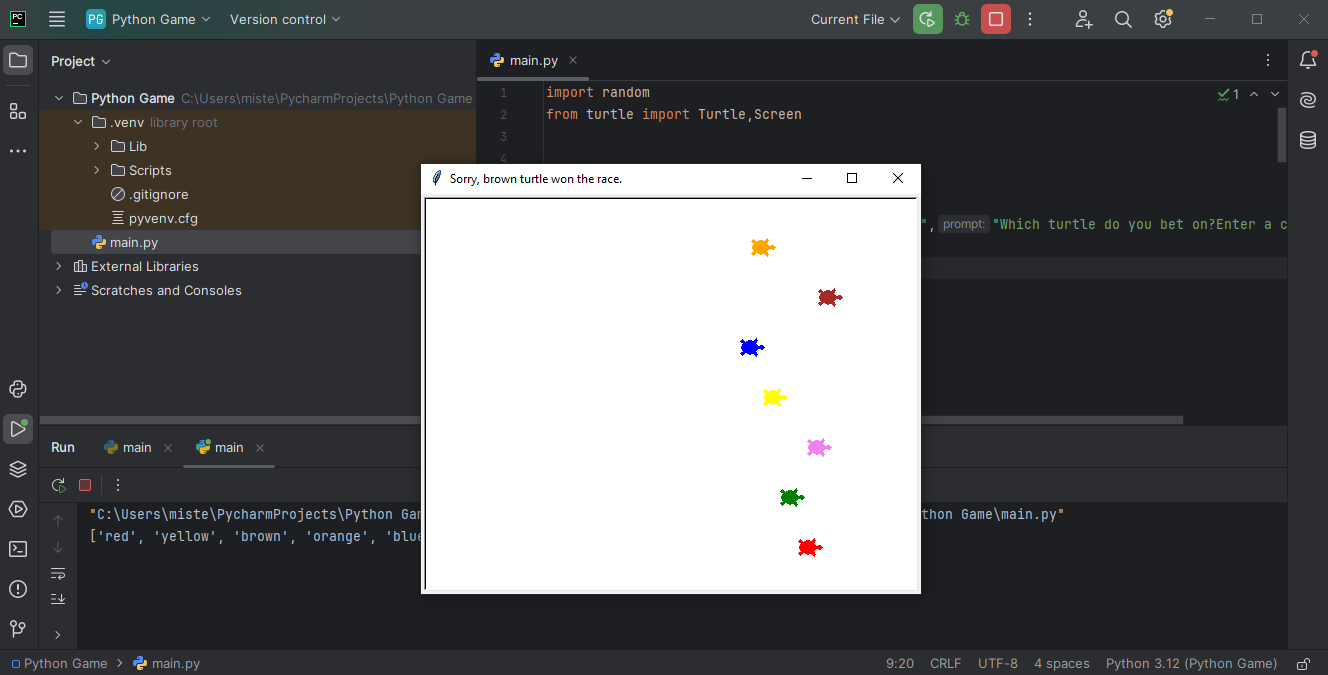 PC
PG Python Game Version control Current File
Project
main.py
Python Game C:\Users\miste\PycharmProjects\Python Game
.venv library root
Lib
Scripts
.gitignore
pyvenv.cfg
main.py
External Libraries
Scratches and Consoles
1 import random
2 from turtle import Turtle,Screen
3
4
1
", prompt: "Which turtle do you bet on?Enter a c
Sorry, brown turtle won the race.
Run main main
"C:\Users\miste\PycharmProjects\Python Gam
thon Game\main.py"
['red', 'yellow', 'brown', 'orange', 'blue
Python Game main.py 9:20 CRLF UTF-8 4 spaces Python 3.12 (Python Game)